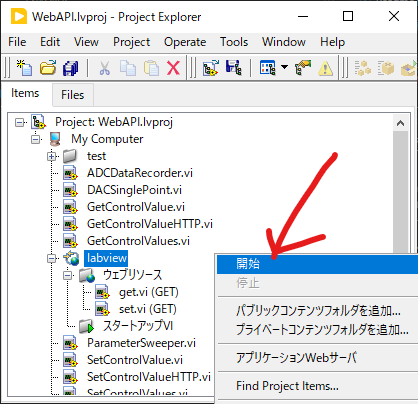 WebAPI.lvproj - Project Explorer
File Edit View Project Operate Tools Window Help
Items Files
Project: WebAPI.lvproj
My Computer
test
ADCDataRecorder.vi
DACSinglePoint.vi
GetControlValue.vi
GetControlValueHTTP.vi
GetControlValues.vi
labview
ウェブリソース
get.vi (GET)
set.vi (GET)
スタートアップVI
ParameterSweeper.vi
SetControlValue.vi
SetControlValueHTTP.vi
SetControlValues.vi
開始
停止
パブリックコンテンツフォルダを追加...
プライベートコンテンツフォルダを追加...
アプリケーションWebサーバ
Find Project Items...